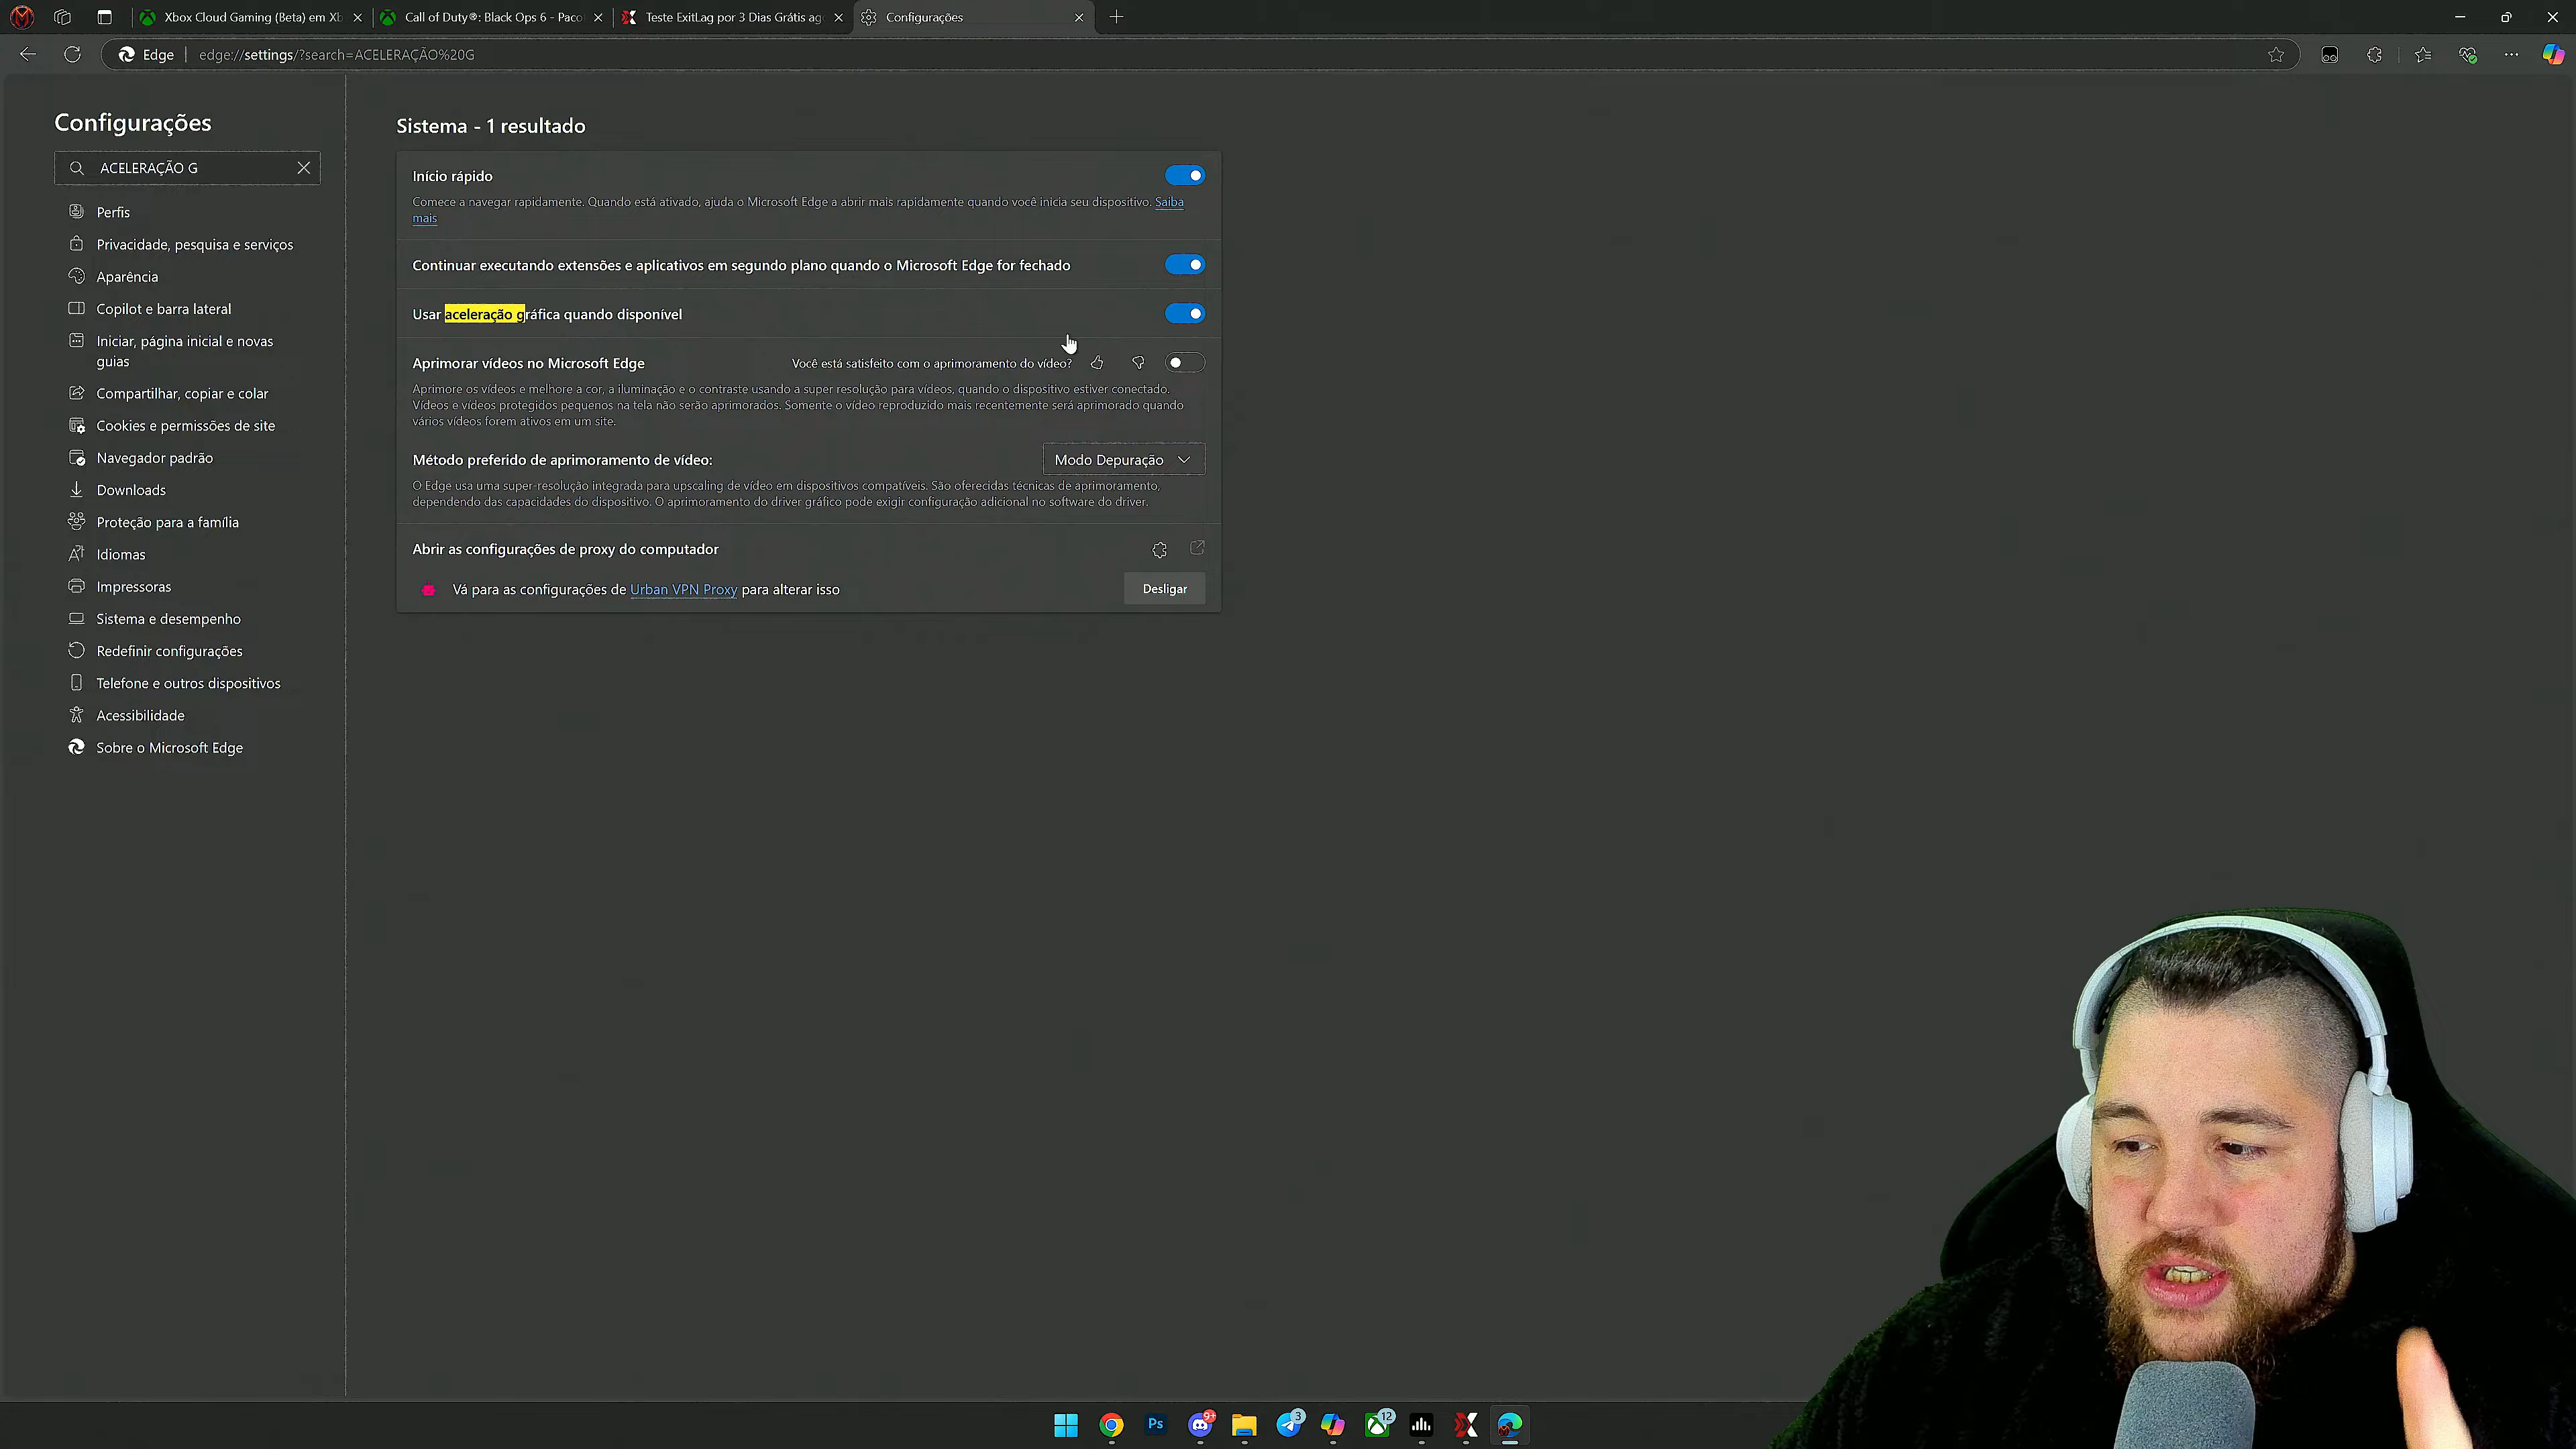 Xbox Cloud Gaming (Beta) em Xb
Call of Duty®: Black Ops 6 - Paco
Teste ExitLag por 3 Dias Grátis ag
Configurações
Edge
edge://settings/?search=ACELERAÇÃO%20G
Configurações
ACELERAÇÃO G
Perfis
Privacidade, pesquisa e serviços
Aparência
Copilot e barra lateral
Iniciar, página inicial e novas
guias
Compartilhar, copiar e colar
Cookies e permissões de site
Navegador padrão
Downloads
Proteção para a família
Idiomas
Impressoras
Sistema e desempenho
Redefinir configurações
Telefone e outros dispositivos
Acessibilidade
Sobre o Microsoft Edge
Sistema - 1 resultado
Início rápido
Comece a navegar rapidamente. Quando está ativado, ajuda o Microsoft Edge a abrir mais rapidamente quando você inicia seu dispositivo. Saiba
mais
Continuar executando extensões e aplicativos em segundo plano quando o Microsoft Edge for fechado
Usar aceleração gráfica quando disponível
Aprimorar vídeos no Microsoft Edge
Você está satisfeito com o aprimoramento do vídeo?
Aprimore os vídeos e melhore a cor, a iluminação e o contraste usando a super resolução para vídeos, quando o dispositivo estiver conectado.
Vídeos e vídeos protegidos pequenos na tela não serão aprimorados. Somente o vídeo reproduzido mais recentemente será aprimorado quando
vários vídeos forem ativos em um site.
Método preferido de aprimoramento de vídeo:
Modo Depuração
O Edge usa uma super-resolução integrada para upscaling de vídeo em dispositivos compatíveis. São oferecidas técnicas de aprimoramento,
dependendo das capacidades do dispositivo. O aprimoramento do driver gráfico pode exigir configuração adicional no software do driver.
Abrir as configurações de proxy do computador
Vá para as configurações de Urban VPN Proxy para alterar isso
Desligar
Ps
9+
3
12